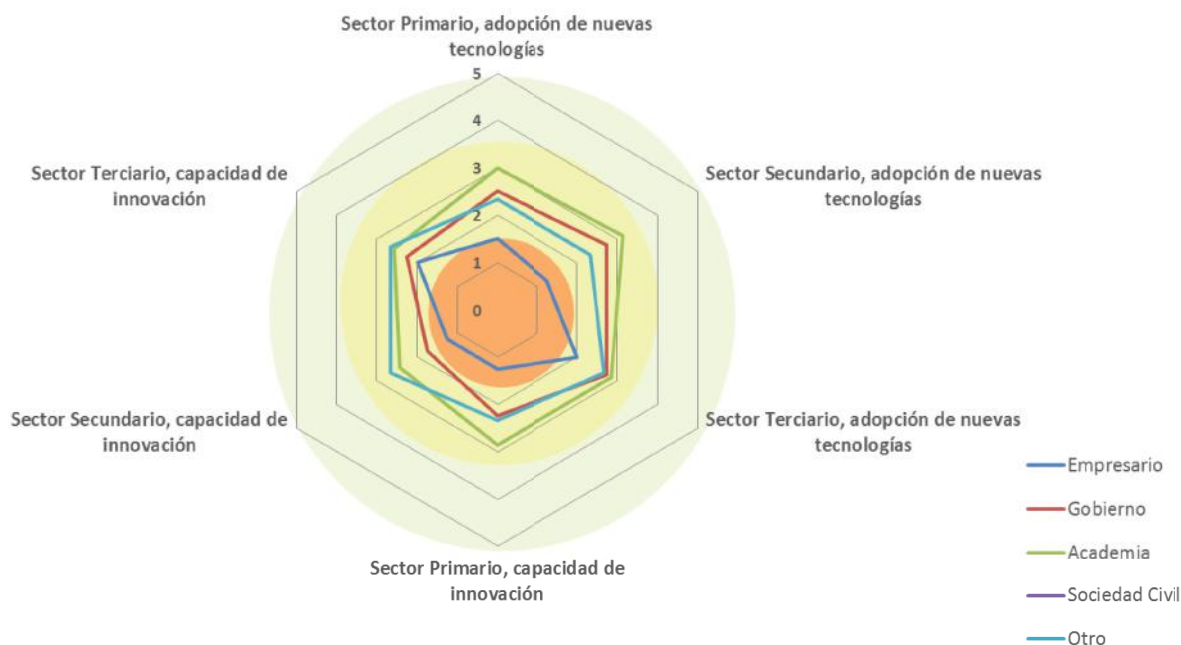 Sector Primario, adopción de nuevas
tecnologías
5
4
3
2
1
0
Sector Terciario, capacidad de
innovación
Sector Secundario, adopción de nuevas
tecnologías
Sector Secundario, capacidad de
innovación
Sector Terciario, adopción de nuevas
tecnologías
Sector Primario, capacidad de
innovación
Empresario
Gobierno
Academia
Sociedad Civil
Otro